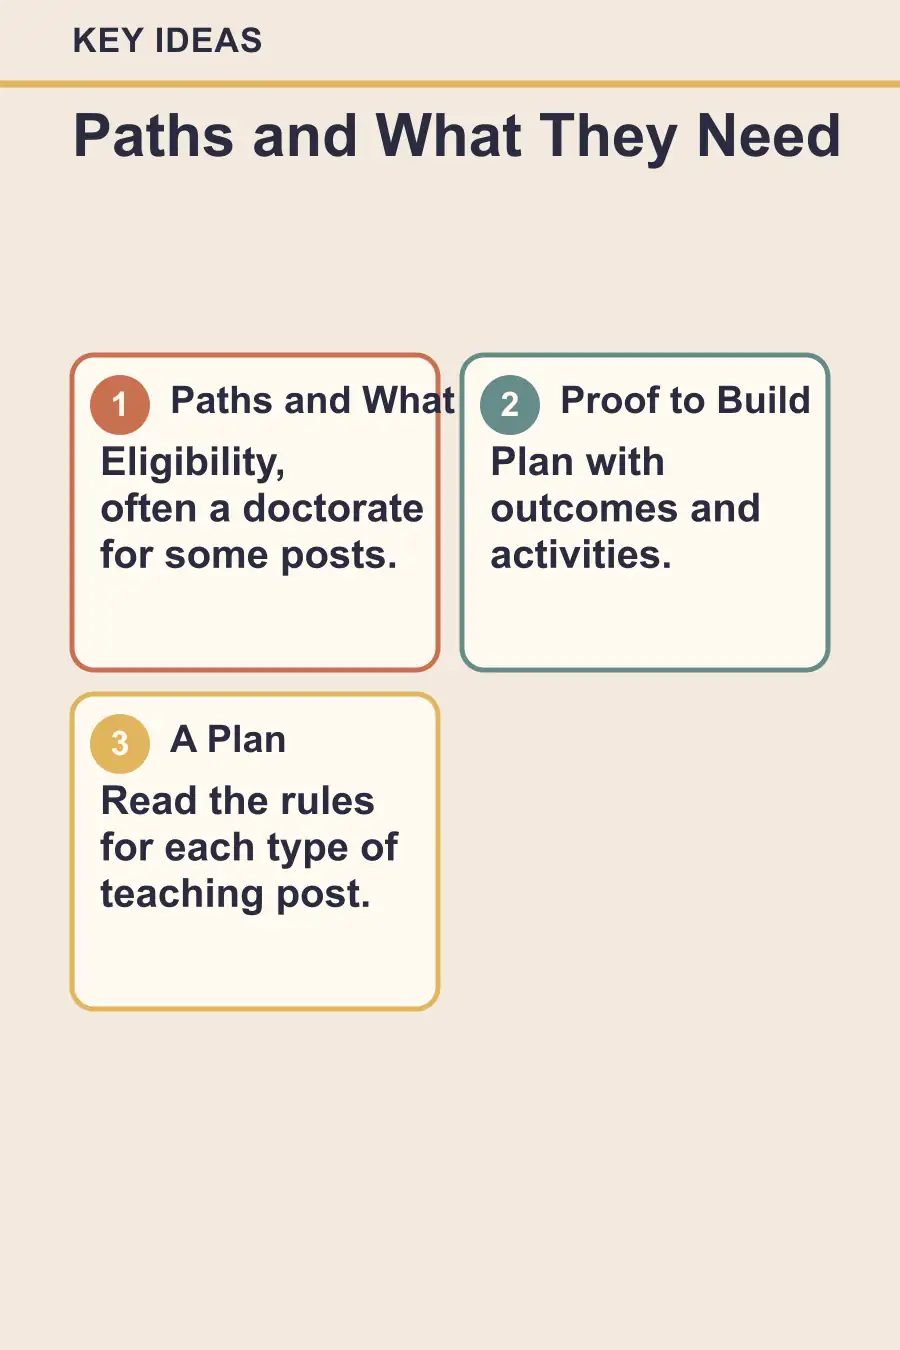 KEY IDEAS
Paths and What They Need
1
Paths and What
Eligibility,
often a doctorate
for some posts.
2
Proof to Build
Plan with
outcomes and
activities.
3
A Plan
Read the rules
for each type of
teaching post.